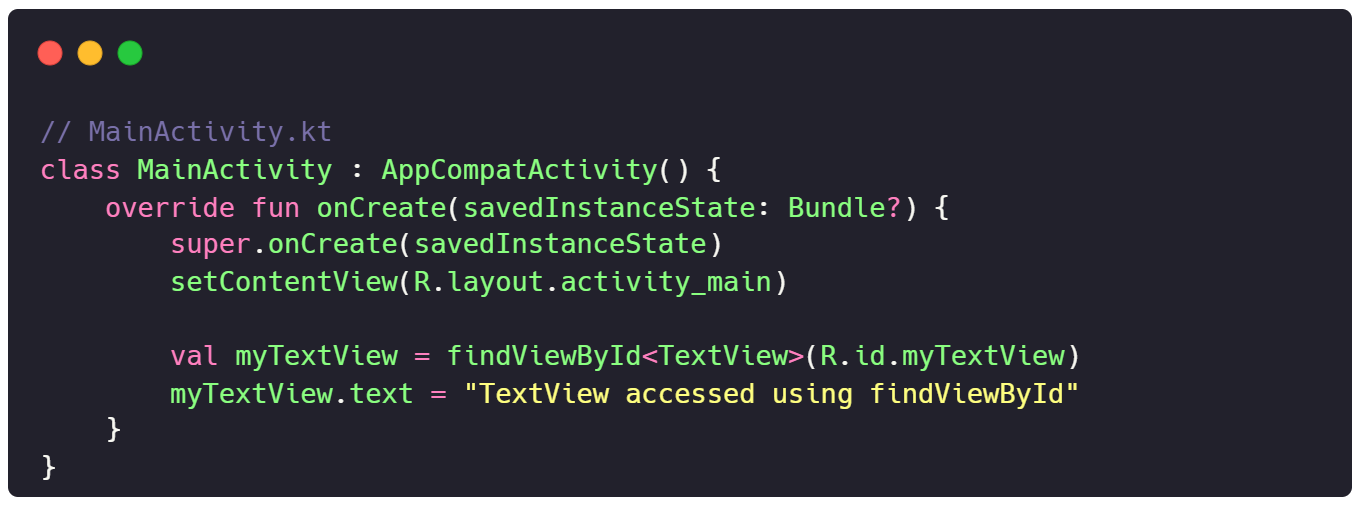 // MainActivity.kt
class MainActivity : AppCompatActivity() {
    override fun onCreate(savedInstanceState: Bundle?) {
        super.onCreate(savedInstanceState)
        setContentView(R.layout.activity_main)

        val myTextView = findViewById<TextView>(R.id.myTextView)
        myTextView.text = "TextView accessed using findViewById"
    }
}